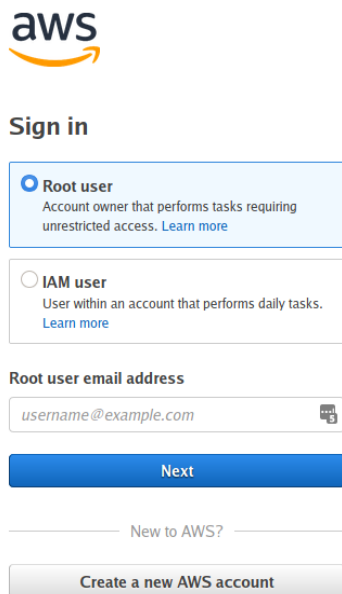 aws
Sign in
Root user
Account owner that performs tasks requiring
unrestricted access. Learn more
IAM user
User within an account that performs daily tasks.
Learn more
Root user email address
username@example.com
5
Next
New to AWS?
Create a new AWS account